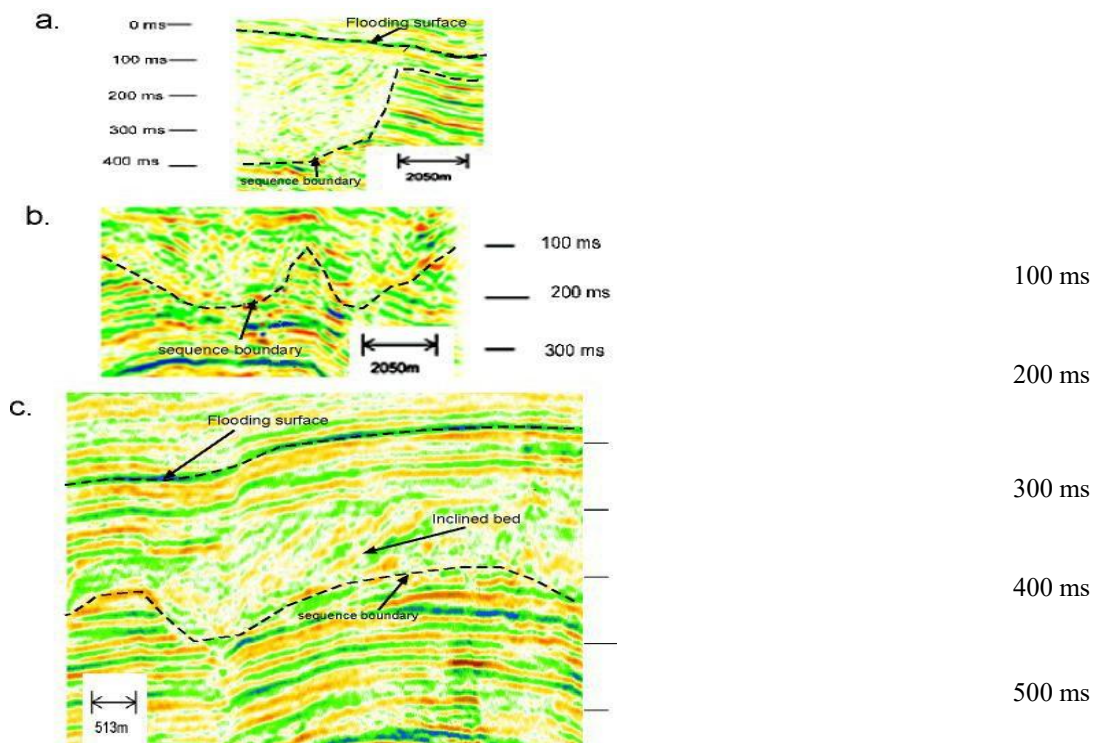 a.
0 ms
Flooding surface
100 ms
200 ms
300 ms
400 ms
sequence boundary
2050m
b.
100 ms
200 ms
300 ms
sequence boundary
2050m
c.
Flooding surface
Inclined bed
sequence boundary
513m
100 ms
200 ms
300 ms
400 ms
500 ms